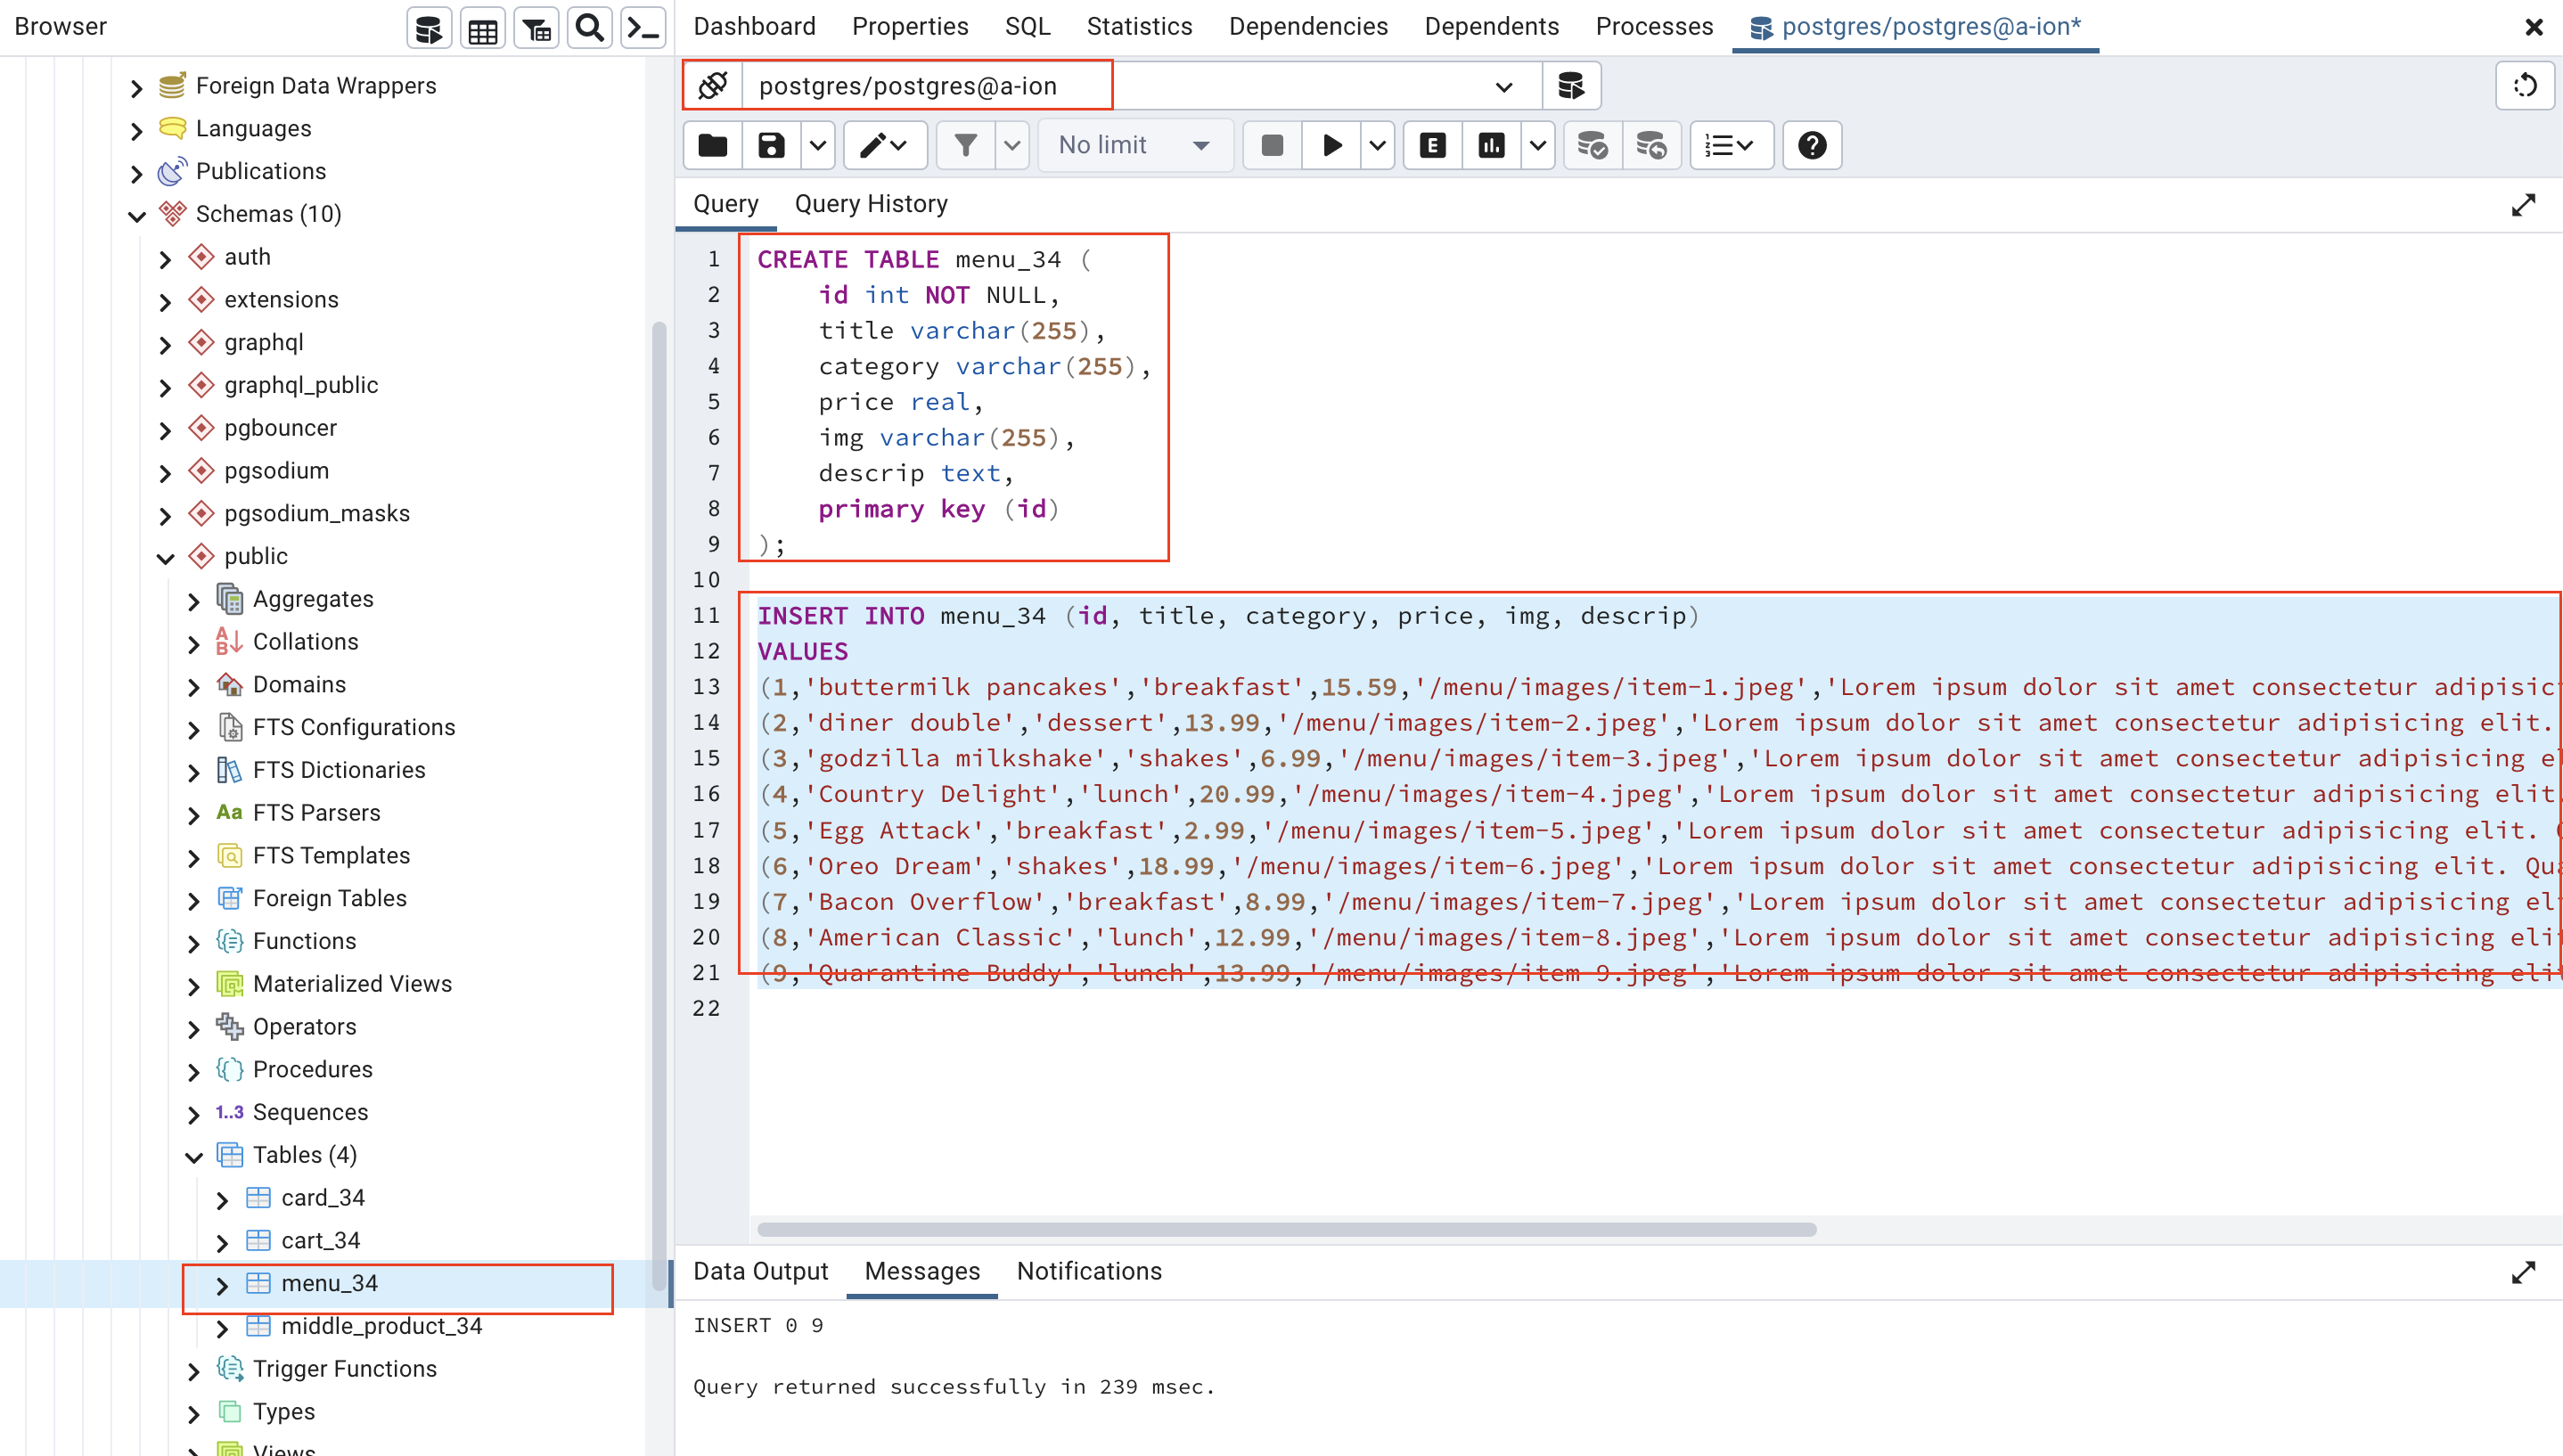 Browser
Foreign Data Wrappers
Languages
Publications
Schemas (10)
auth
extensions
graphql
graphql_public
pgbouncer
pgsodium
pgsodium_masks
public
Aggregates
Collations
Domains
FTS Configurations
FTS Dictionaries
Aa FTS Parsers
FTS Templates
Foreign Tables
Functions
Materialized Views
Operators
Procedures
1..3 Sequences
Tables (4)
card_34
cart_34
menu_34
middle_product_34
Trigger Functions
Types
Views
Dashboard Properties SQL Statistics Dependencies Dependents Processes postgres/postgres@a-ion*
postgres/postgres@a-ion
No limit
Query Query History
1 CREATE TABLE menu_34 (
2 id int NOT NULL,
3 title varchar(255),
4 category varchar(255),
5 price real,
6 img varchar(255),
7 descrip text,
8 primary key (id)
9 );
10
11 INSERT INTO menu_34 (id, title, category, price, img, descrip)
12 VALUES
13 (1,'buttermilk pancakes','breakfast',15.59,'/menu/images/item-1.jpeg','Lorem ipsum dolor sit amet consectetur adipisic
14 (2,'diner double','dessert',13.99,'/menu/images/item-2.jpeg','Lorem ipsum dolor sit amet consectetur adipisicing elit.
15 (3,'godzilla milkshake','shakes',6.99,'/menu/images/item-3.jpeg','Lorem ipsum dolor sit amet consectetur adipisicing el
16 (4,'Country Delight','lunch',20.99,'/menu/images/item-4.jpeg','Lorem ipsum dolor sit amet consectetur adipisicing elit.
17 (5,'Egg Attack','breakfast',2.99,'/menu/images/item-5.jpeg','Lorem ipsum dolor sit amet consectetur adipisicing elit.
18 (6,'Oreo Dream','shakes',18.99,'/menu/images/item-6.jpeg','Lorem ipsum dolor sit amet consectetur adipisicing elit. Qua
19 (7,'Bacon Overflow','breakfast',8.99,'/menu/images/item-7.jpeg','Lorem ipsum dolor sit amet consectetur adipisicing eli
20 (8,'American Classic','lunch',12.99,'/menu/images/item-8.jpeg','Lorem ipsum dolor sit amet consectetur adipisicing eli
21 (9,'Quarantine Buddy','lunch',13.99,'/menu/images/item-9.jpeg','Lorem ipsum dolor sit amet consectetur adipisicing eli
22
Data Output Messages Notifications
INSERT 0 9
Query returned successfully in 239 msec.